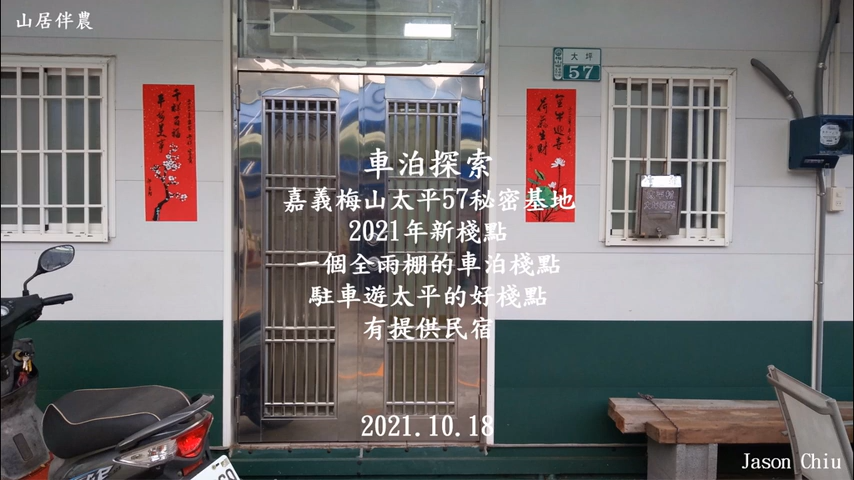 山居伴農
大坪
57
車泊探索
嘉義梅山太平57秘密基地
2021年新棧點
一個全雨棚的車泊棧點
駐車遊太平的好棧點
有提供民宿
2021.10.18
Jason Chiu